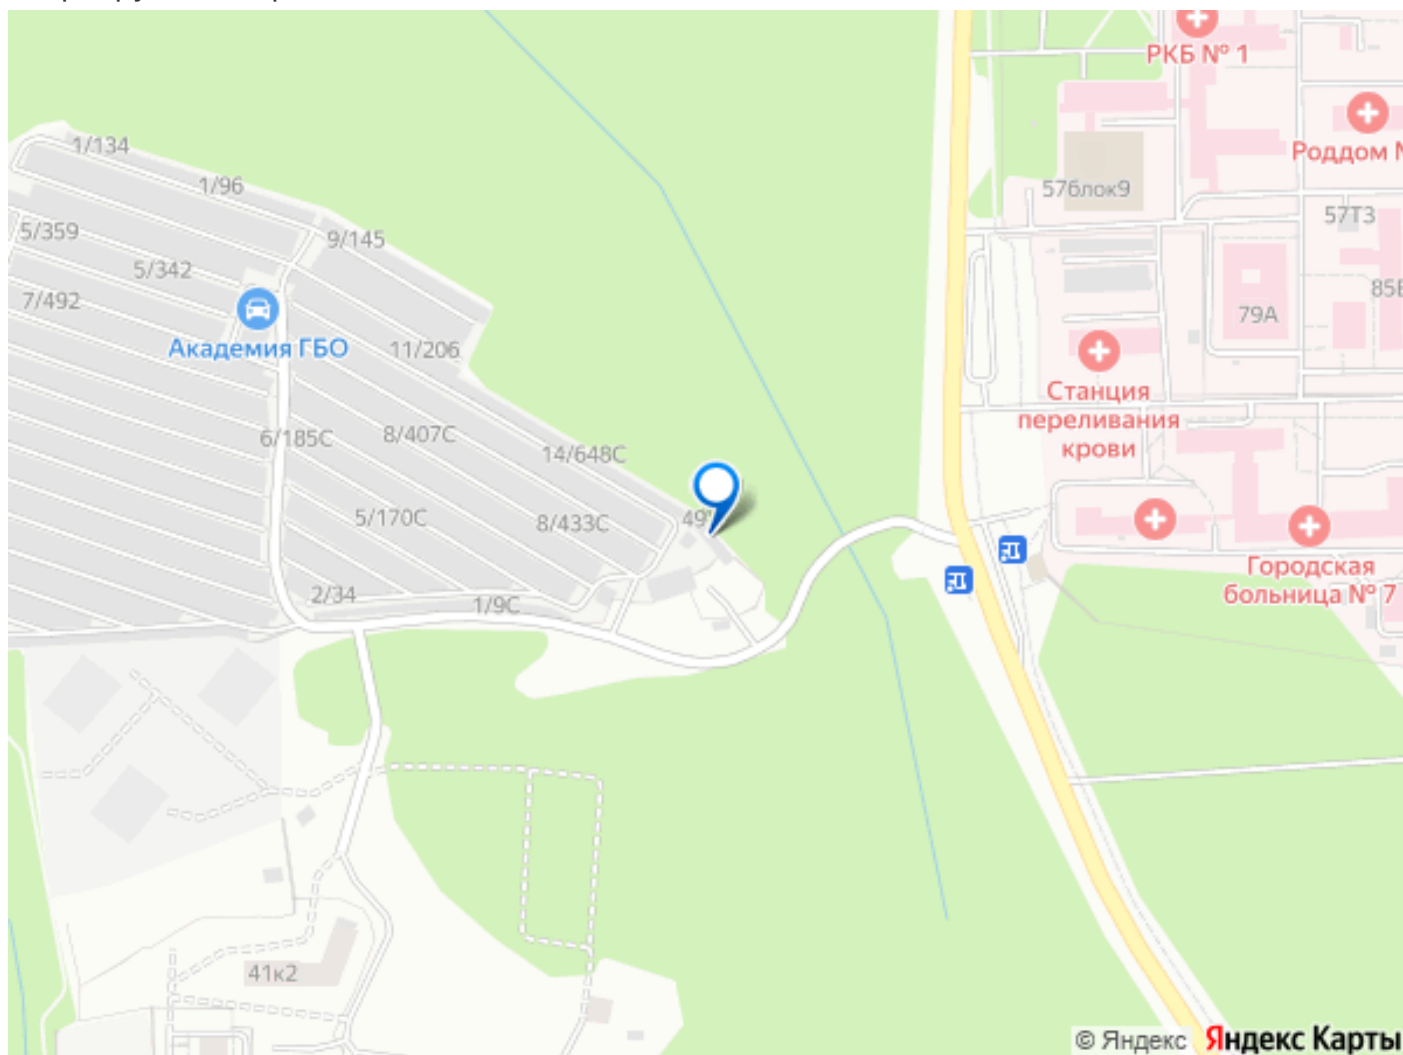 РКБ № 1
1/134
Роддом
1/96
57блок9
57Т3
5/359
9/145
5/342
7/492
85Б
79А
Академия ГБО
11/206
Станция
переливания
крови
6/185С
8/407С
14/648С
5/170С
8/433С
49
Городская
больница № 7
2/34
1/9С
41к2
© Яндекс Яндекс Карты